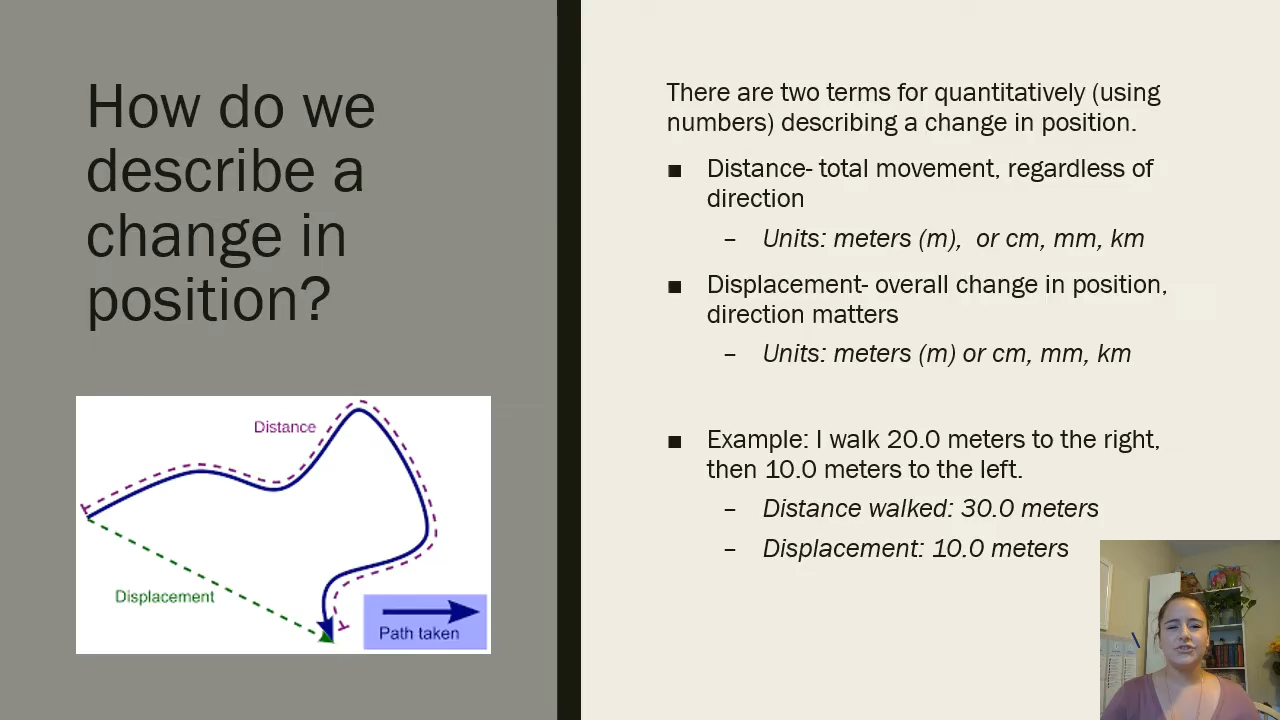 How do we
describe a
change in
position?
Distance
Displacement
Path taken
There are two terms for quantitatively (using
numbers) describing a change in position.
■ Distance- total movement, regardless of
direction
– Units: meters (m),  or cm, mm, km
■ Displacement- overall change in position,
direction matters
– Units: meters (m) or cm, mm, km
■ Example: I walk 20.0 meters to the right,
then 10.0 meters to the left.
– Distance walked: 30.0 meters
– Displacement: 10.0 meters